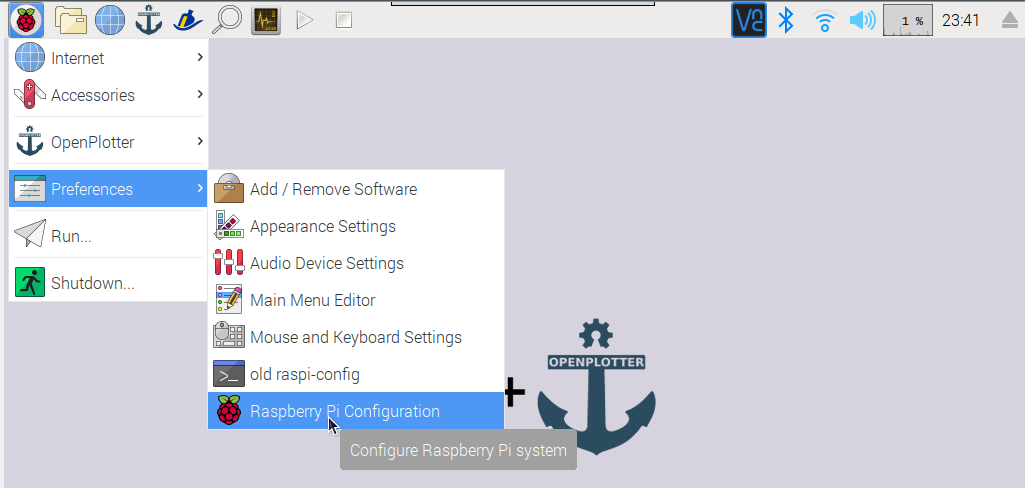 VNC
1 %
23:41
Internet
Accessories
OpenPlotter
Preferences
Run...
Shutdown...
Add / Remove Software
Appearance Settings
Audio Device Settings
Main Menu Editor
Mouse and Keyboard Settings
old raspi-config
Raspberry Pi Configuration
Configure Raspberry Pi system
OPENPLOTTER